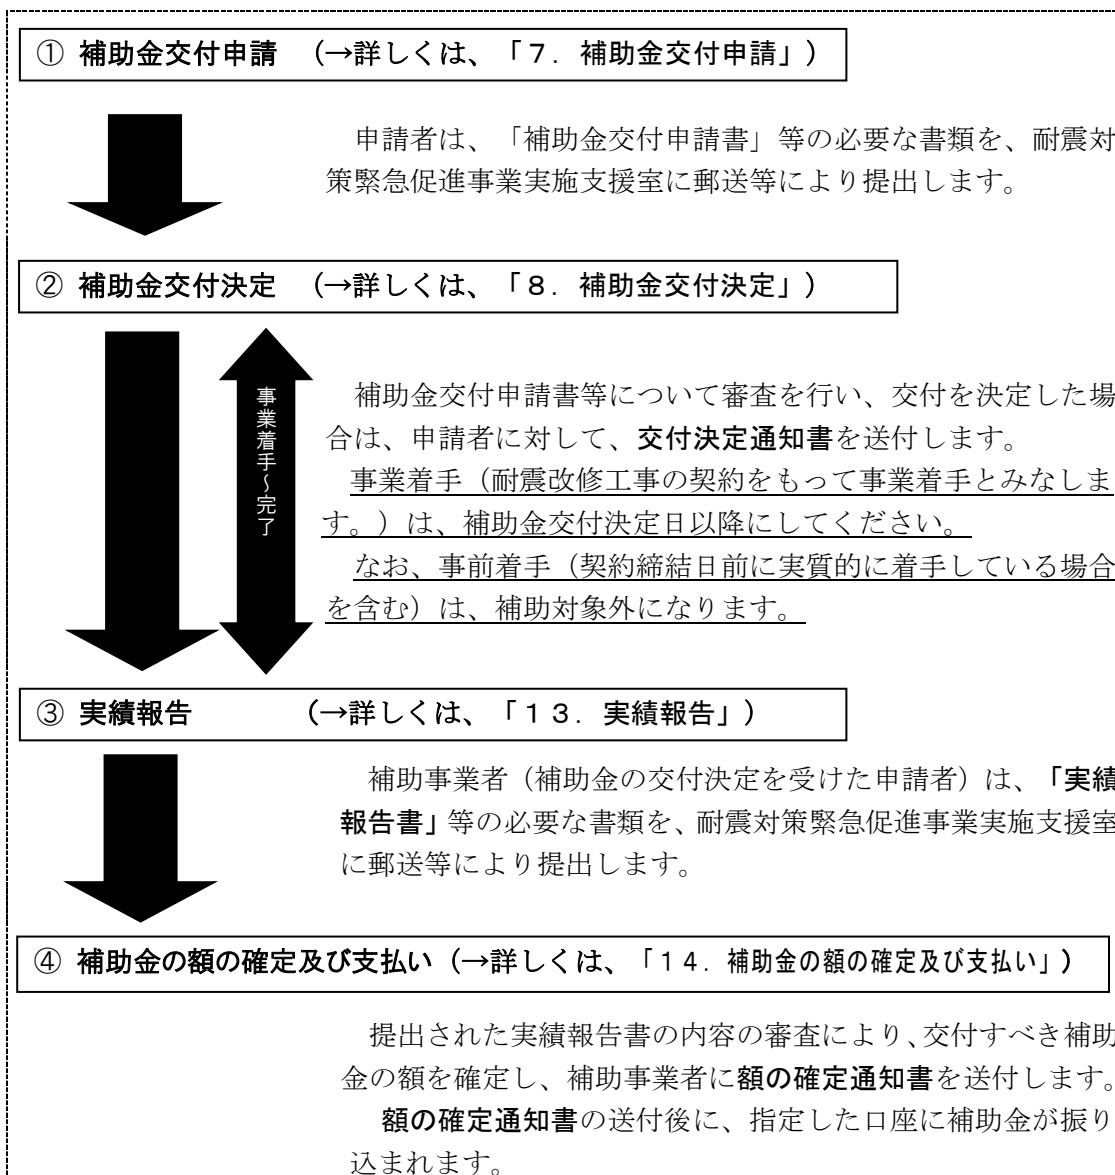 ① 補助金交付申請　（→詳しくは、「７．補助金交付申請」）
申請者は、「補助金交付申請書」等の必要な書類を、耐震対
策緊急促進事業実施支援室に郵送等により提出します。
② 補助金交付決定　（→詳しくは、「８．補助金交付決定」）
事業着手～完了
補助金交付申請書等について審査を行い、交付を決定した場
合は、申請者に対して、交付決定通知書を送付します。
事業着手（耐震改修工事の契約をもって事業着手とみなしま
す。）は、補助金交付決定日以降にしてください。
なお、事前着手（契約締結日前に実質的に着手している場合
を含む）は、補助対象外になります。
③ 実績報告　　　　　（→詳しくは、「１３．実績報告」）
補助事業者（補助金の交付決定を受けた申請者）は、「実績
報告書」等の必要な書類を、耐震対策緊急促進事業実施支援室
に郵送等により提出します。
④ 補助金の額の確定及び支払い（→詳しくは、「１４．補助金の額の確定及び支払い」）
提出された実績報告書の内容の審査により、交付すべき補助
金の額を確定し、補助事業者に額の確定通知書を送付します。
額の確定通知書の送付後に、指定した口座に補助金が振り
込まれます。